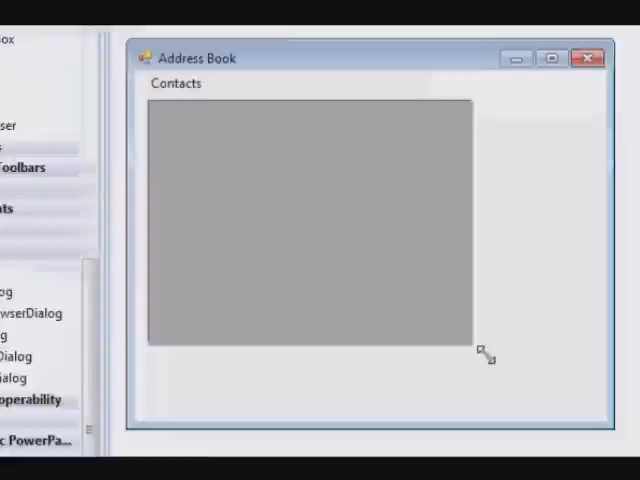 ox
ser
s
Toolbars
nts
og
wserDialog
g
Dialog
ialog
operability
c PowerPa...
Address Book
Contacts